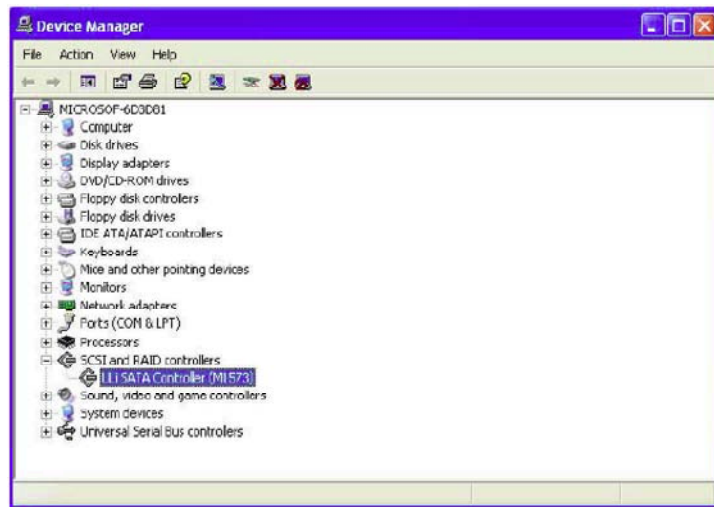 Device Manager
File Action View Help
MICROSOF-6D3D81
Computer
Disk drives
Display adapters
DVD/CD-ROM drives
Floppy disk controllers
Floppy disk drives
IDE ATA/ATAPI controllers
Keyboards
Mice and other pointing devices
Monitors
Network adapters
Ports (COM & LPT)
Processors
SCSI and RAID controllers
SATA Controller (M1573)
Sound, video and game controllers
System devices
Universal Serial Bus controllers